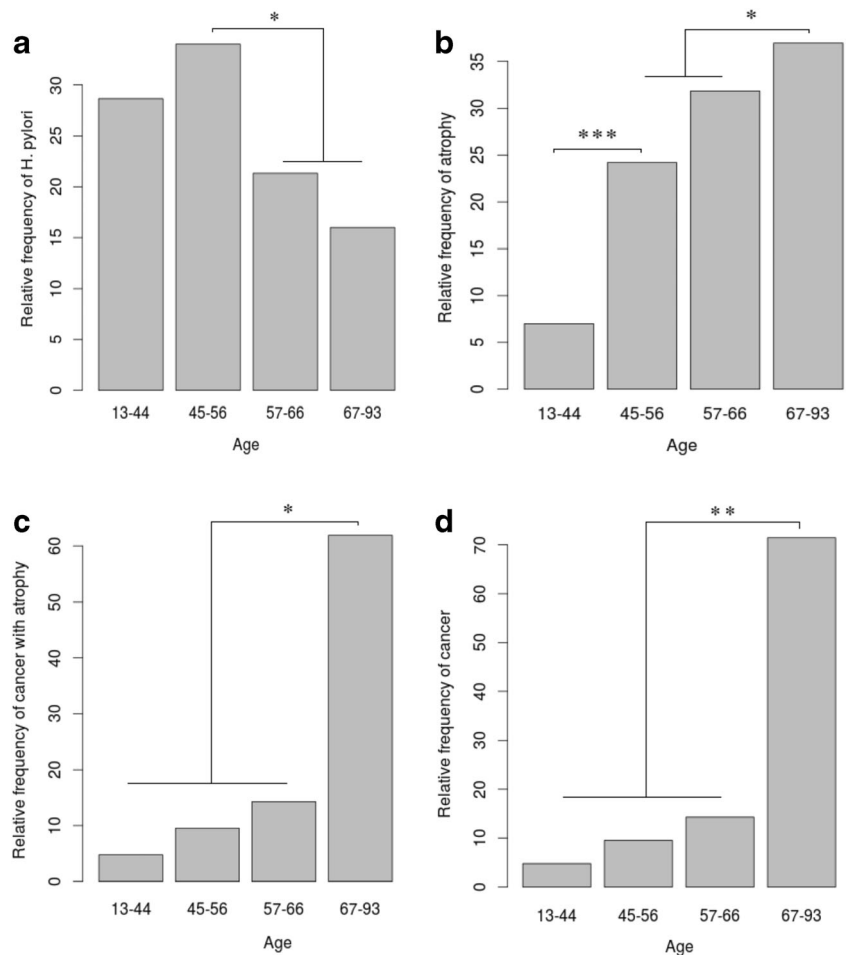 a
*
Relative frequency of H. pylori
30
25
20
15
10
5
0
13-44 45-56 57-66 67-93
Age
b
*
***
Relative frequency of atrophy
35
30
25
20
15
10
5
0
13-44 45-56 57-66 67-93
Age
c
*
Relative frequency of cancer with atrophy
60
50
40
30
20
10
0
13-44 45-56 57-66 67-93
Age
d
**
Relative frequency of cancer
70
60
50
40
30
20
10
0
13-44 45-56 57-66 67-93
Age